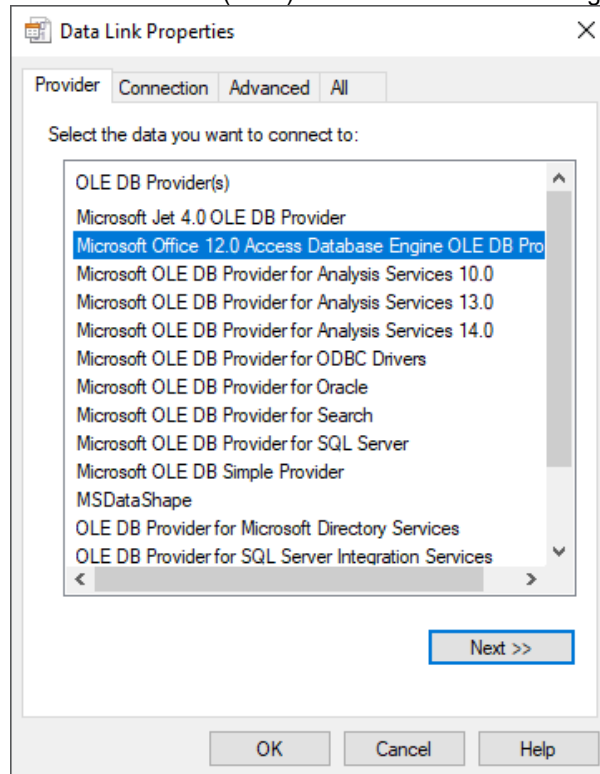 Data Link Properties
Provider Connection Advanced All
Select the data you want to connect to:
OLE DB Provider(s)
Microsoft Jet 4.0 OLE DB Provider
Microsoft Office 12.0 Access Database Engine OLE DB Pro
Microsoft OLE DB Provider for Analysis Services 10.0
Microsoft OLE DB Provider for Analysis Services 13.0
Microsoft OLE DB Provider for Analysis Services 14.0
Microsoft OLE DB Provider for ODBC Drivers
Microsoft OLE DB Provider for Oracle
Microsoft OLE DB Provider for Search
Microsoft OLE DB Provider for SQL Server
Microsoft OLE DB Simple Provider
MSDataShape
OLE DB Provider for Microsoft Directory Services
OLE DB Provider for SQL Server Integration Services
Next >>
OK Cancel Help